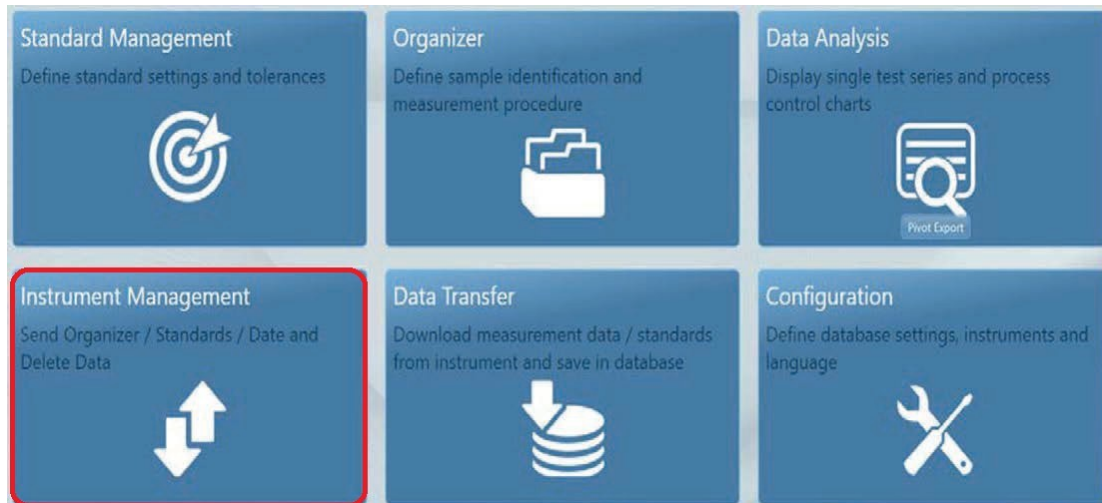 Standard Management
Define standard settings and tolerances
Organizer
Define sample identification and
measurement procedure
Data Analysis
Display single test series and process
control charts
Pivot Export
Instrument Management
Send Organizer / Standards / Date and
Delete Data
Data Transfer
Download measurement data / standards
from instrument and save in database
Configuration
Define database settings, instruments and
language